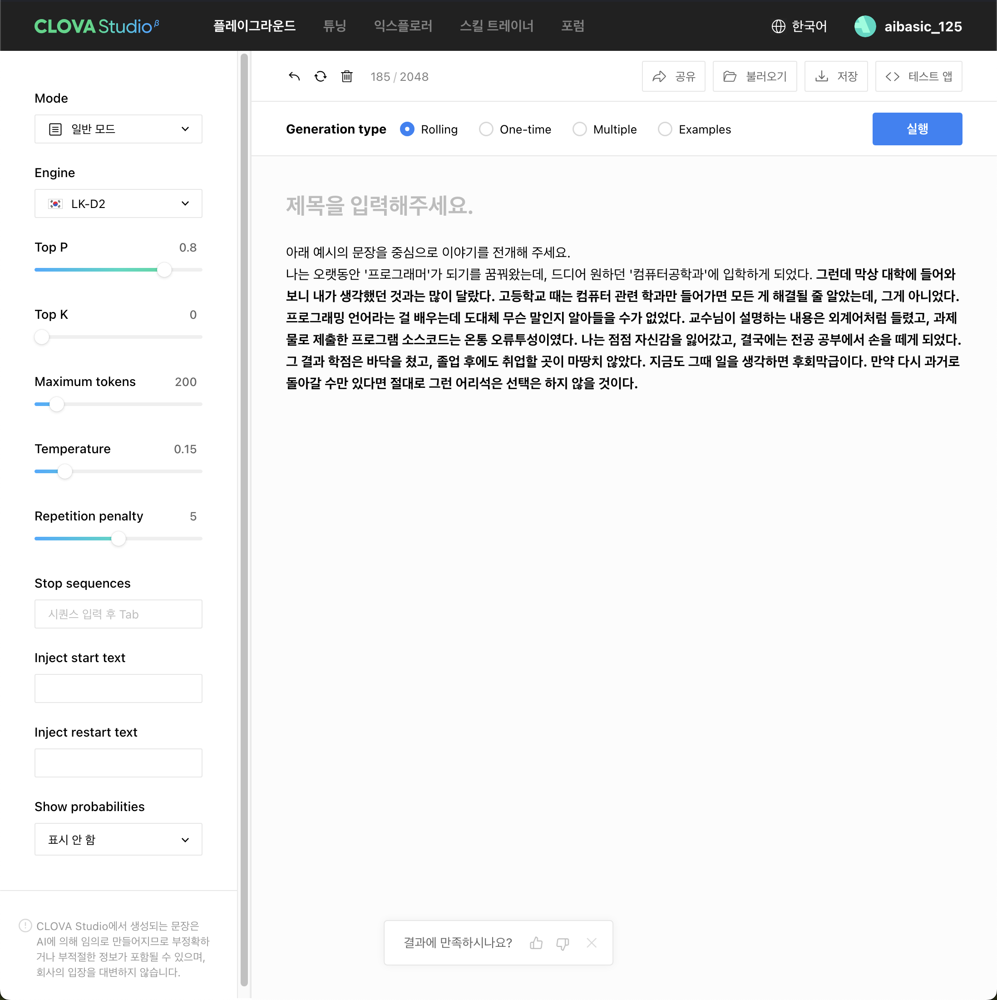 CLOVA Studio β
플레이그라운드
튜닝
익스플로러
스킬 트레이너
포럼
한국어
aibasic_125
Mode
일반 모드
Engine
LK-D2
Top P 0.8
Top K 0
Maximum tokens 200
Temperature 0.15
Repetition penalty 5
Stop sequences
시퀀스 입력 후 Tab
Inject start text
Inject restart text
Show probabilities
표시 안 함
CLOVA Studio에서 생성되는 문장은
AI에 의해 임의로 만들어지므로 부정확하
거나 부적절한 정보가 포함될 수 있으며,
회사의 입장을 대변하지 않습니다.
185 / 2048
공유
불러오기
저장
테스트 앱
Generation type Rolling One-time Multiple Examples
실행
제목을 입력해주세요.
아래 예시의 문장을 중심으로 이야기를 전개해 주세요.
나는 오랫동안 '프로그래머'가 되기를 꿈꿔왔는데, 드디어 원하던 '컴퓨터공학과'에 입학하게 되었다. 그런데 막상 대학에 들어와
보니 내가 생각했던 것과는 많이 달랐다. 고등학교 때는 컴퓨터 관련 학과만 들어가면 모든 게 해결될 줄 알았는데, 그게 아니었다.
프로그래밍 언어라는 걸 배우는데 도대체 무슨 말인지 알아들을 수가 없었다. 교수님이 설명하는 내용은 외계어처럼 들렸고, 과제
물로 제출한 프로그램 소스코드는 온통 오류투성이였다. 나는 점점 자신감을 잃어갔고, 결국에는 전공 공부에서 손을 떼게 되었다.
그 결과 학점은 바닥을 쳤고, 졸업 후에도 취업할 곳이 마땅치 않았다. 지금도 그때 일을 생각하면 후회막급이다. 만약 다시 과거로
돌아갈 수만 있다면 절대로 그런 어리석은 선택은 하지 않을 것이다.
결과에 만족하시나요?